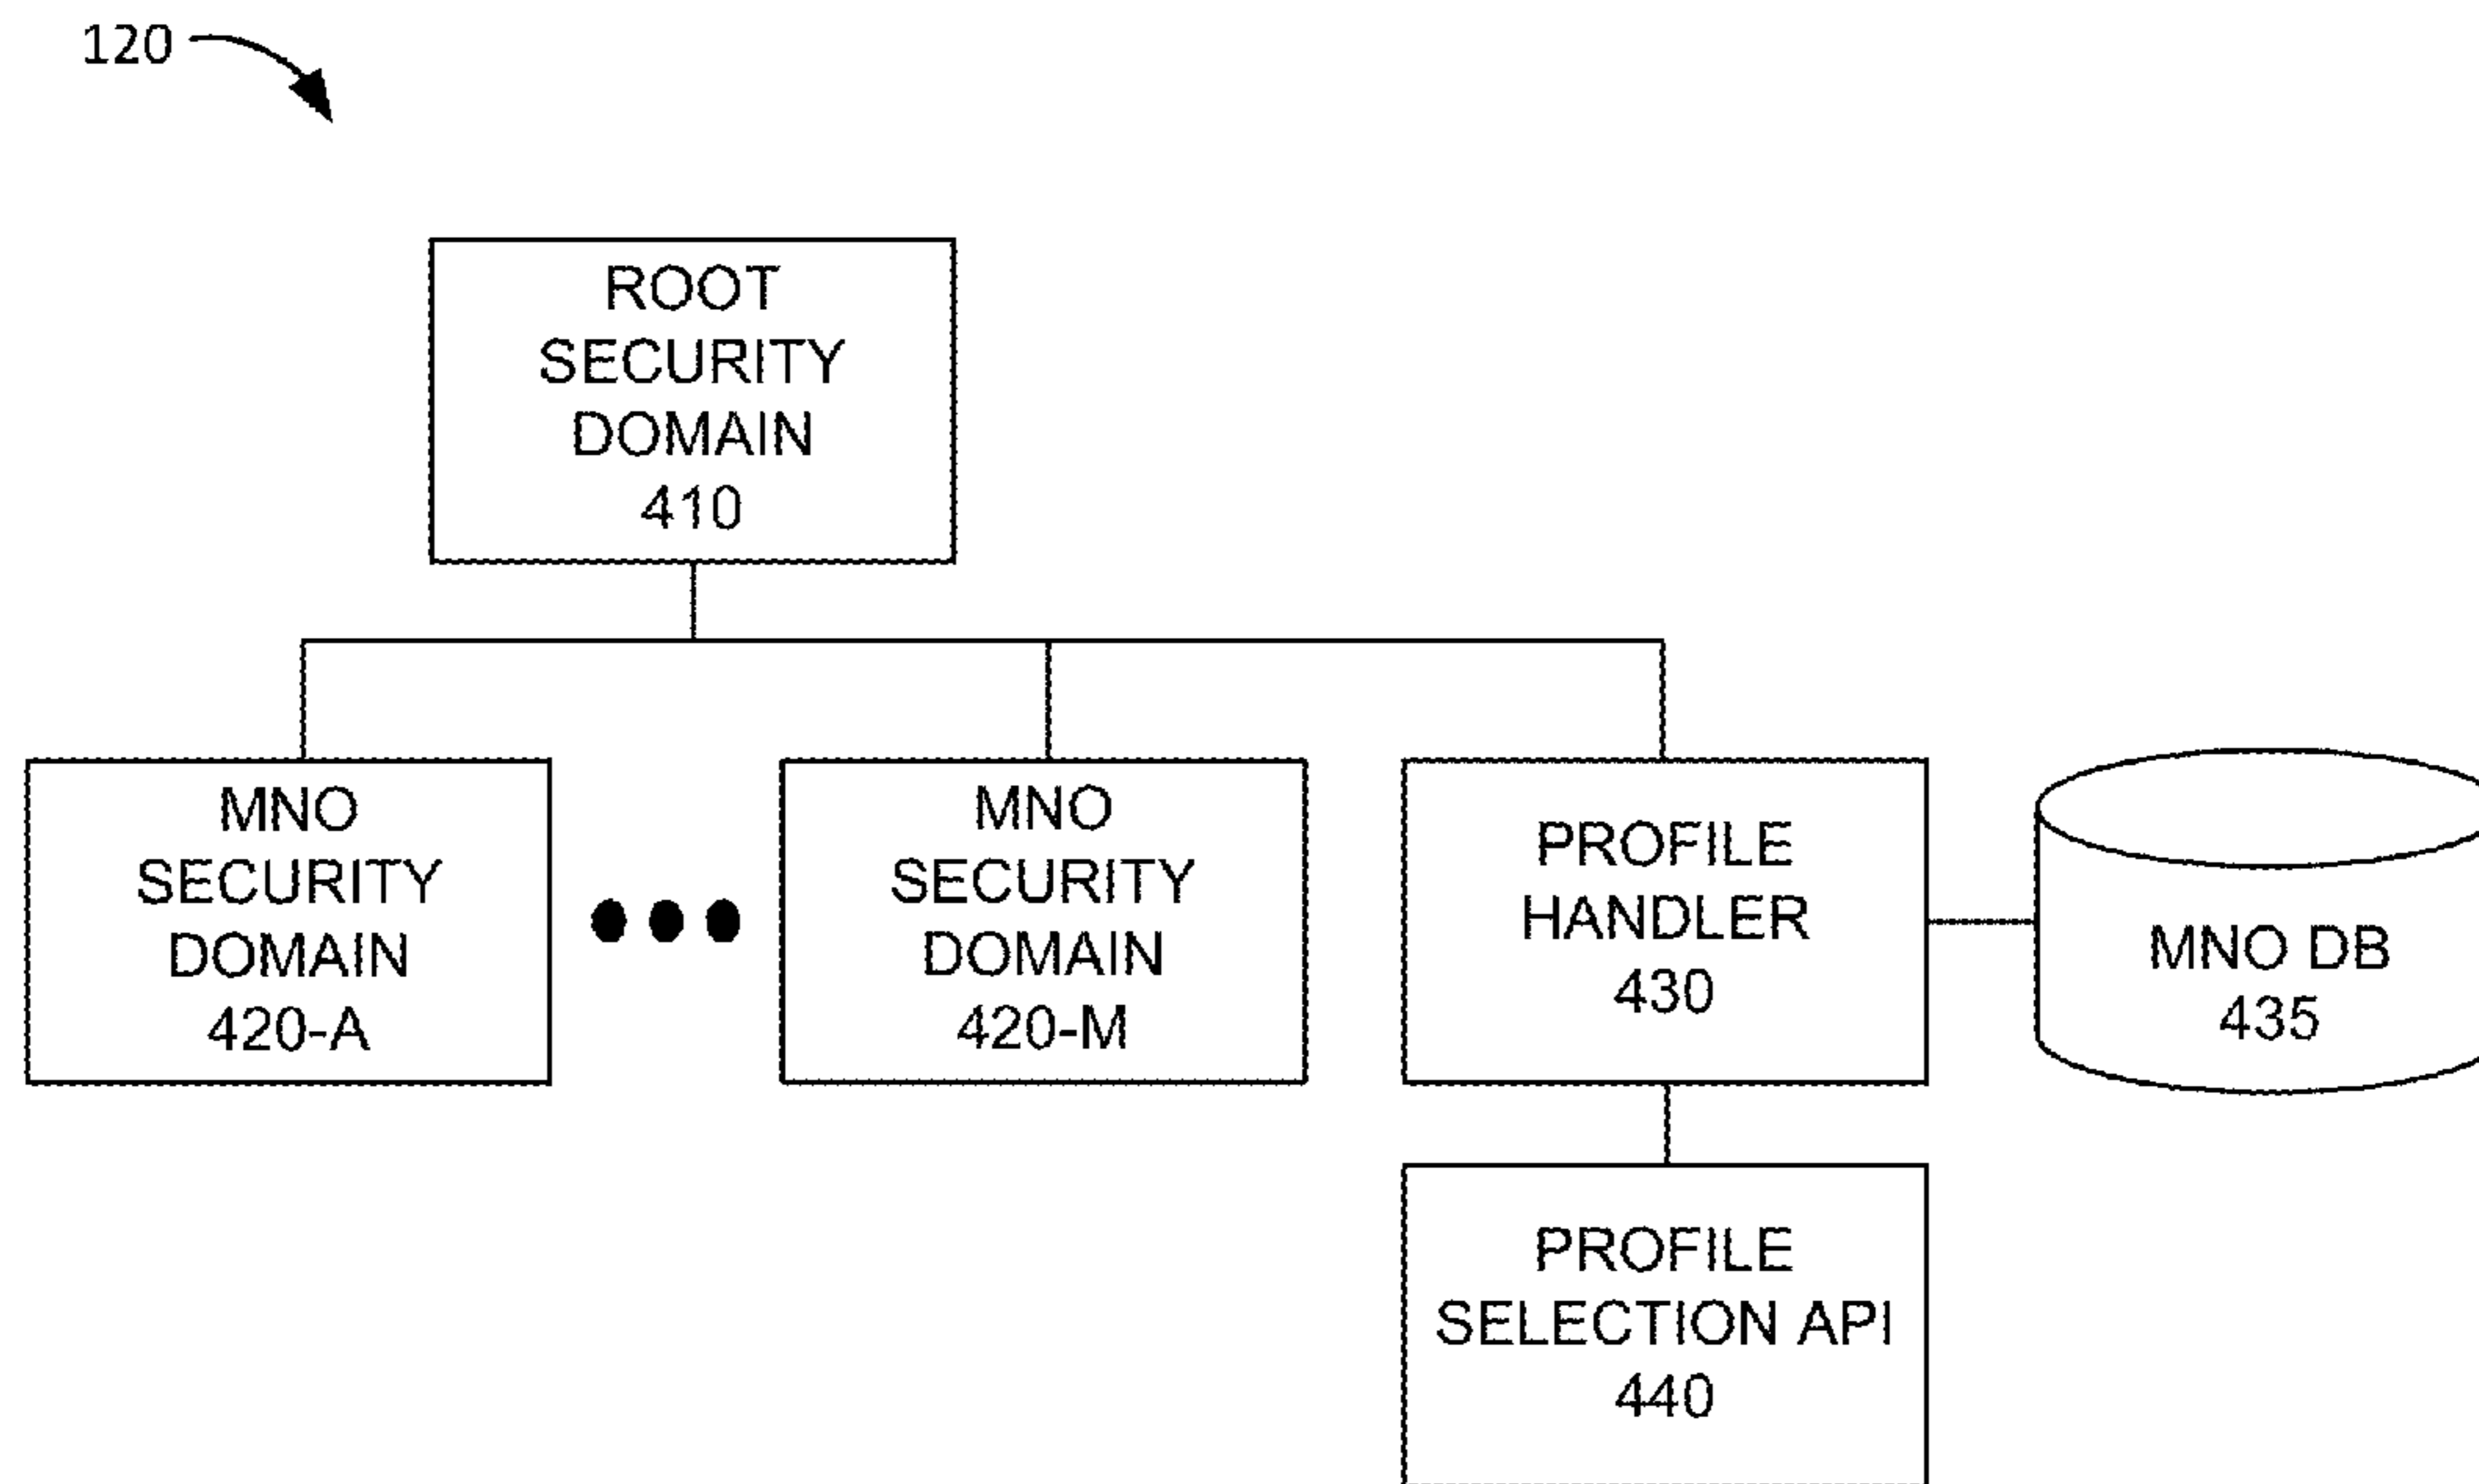 120
ROOT
SECURITY
DOMAIN
410
MNO
SECURITY
DOMAIN
420-A
MNO
SECURITY
DOMAIN
420-M
PROFILE
HANDLER
430
MNO DB
435
PROFILE
SELECTION API
440